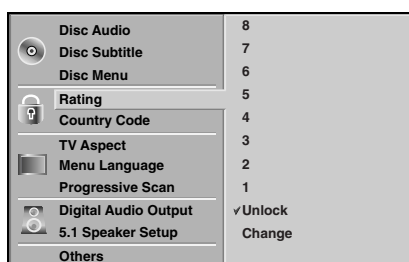 Disc Audio
Disc Subtitle
Disc Menu
Rating
Country Code
TV Aspect
Menu Language
Progressive Scan
Digital Audio Output
5.1 Speaker Setup
Others
8
7
6
5
4
3
2
1
✓Unlock
Change